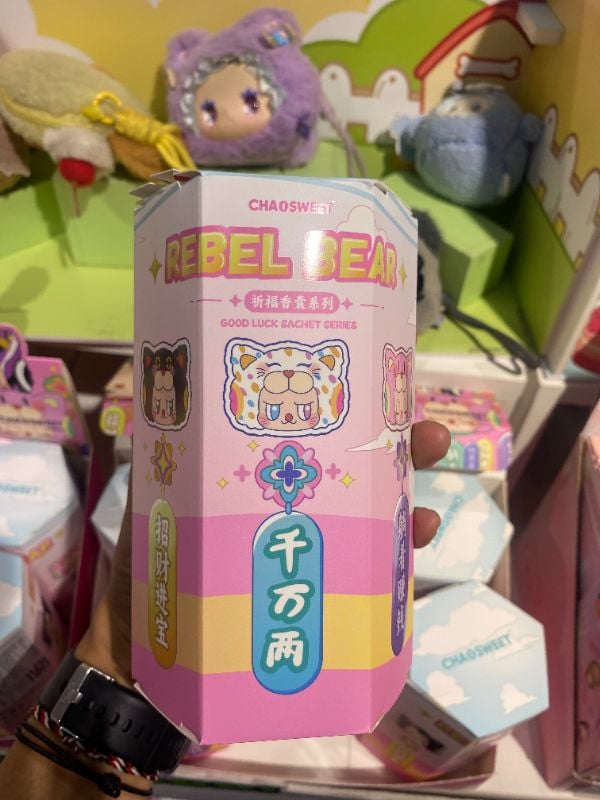 CHAOSWEET
REBEL BEAR
祈福香囊系列
GOOD LUCK SACHET SERIES
招财进宝
千万两
CHAOSWEET
CHAOSWEET
CHAOSWEET